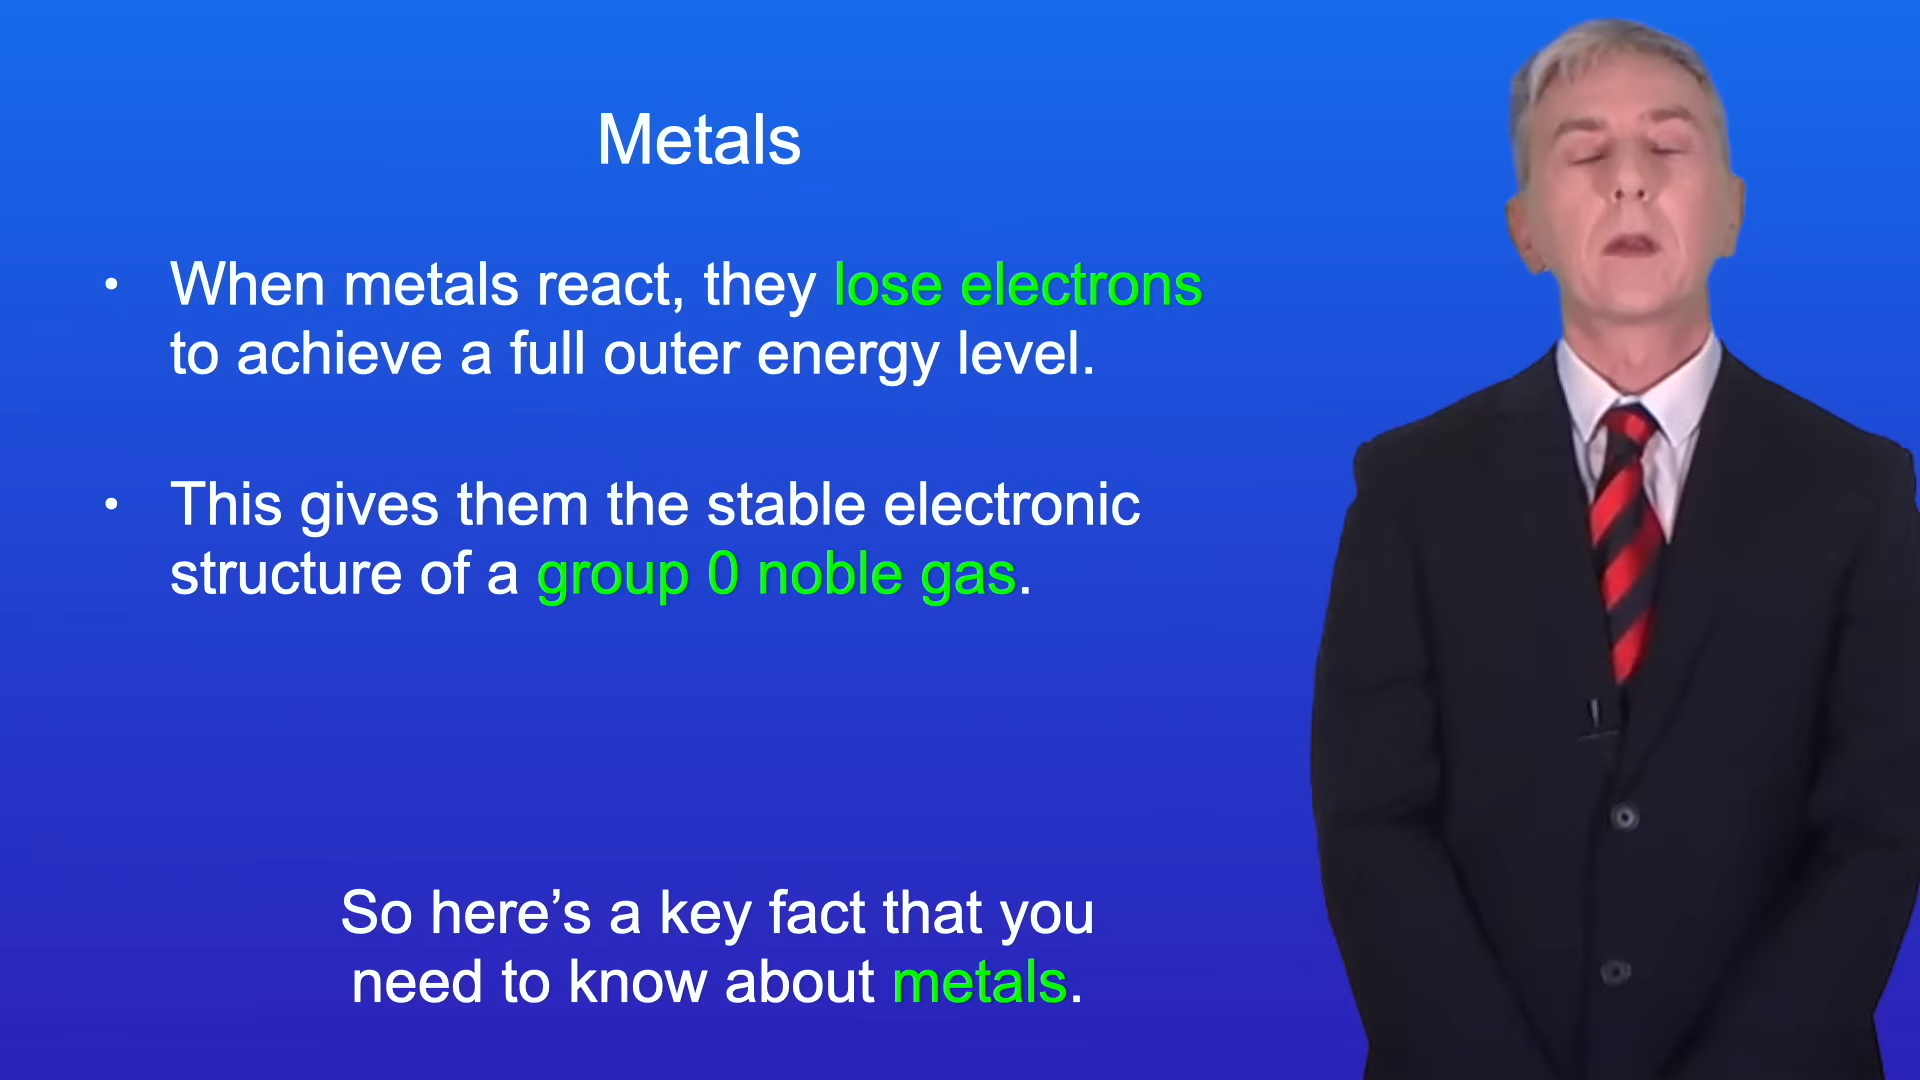 Metals
• When metals react, they lose electrons
to achieve a full outer energy level.
• This gives them the stable electronic
structure of a group 0 noble gas.
So here’s a key fact that you
need to know about metals.